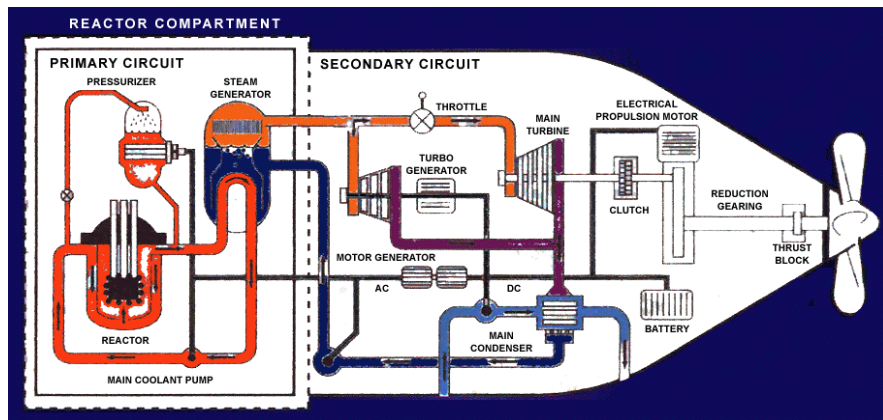 REACTOR COMPARTMENT
PRIMARY CIRCUIT
PRESSURIZER
STEAM
GENERATOR
SECONDARY CIRCUIT
THROTTLE
MAIN
TURBINE
ELECTRICAL
PROPULSION MOTOR
TURBO
GENERATOR
CLUTCH
REDUCTION
GEARING
THRUST
BLOCK
MOTOR GENERATOR
AC
DC
BATTERY
MAIN
CONDENSER
REACTOR
MAIN COOLANT PUMP